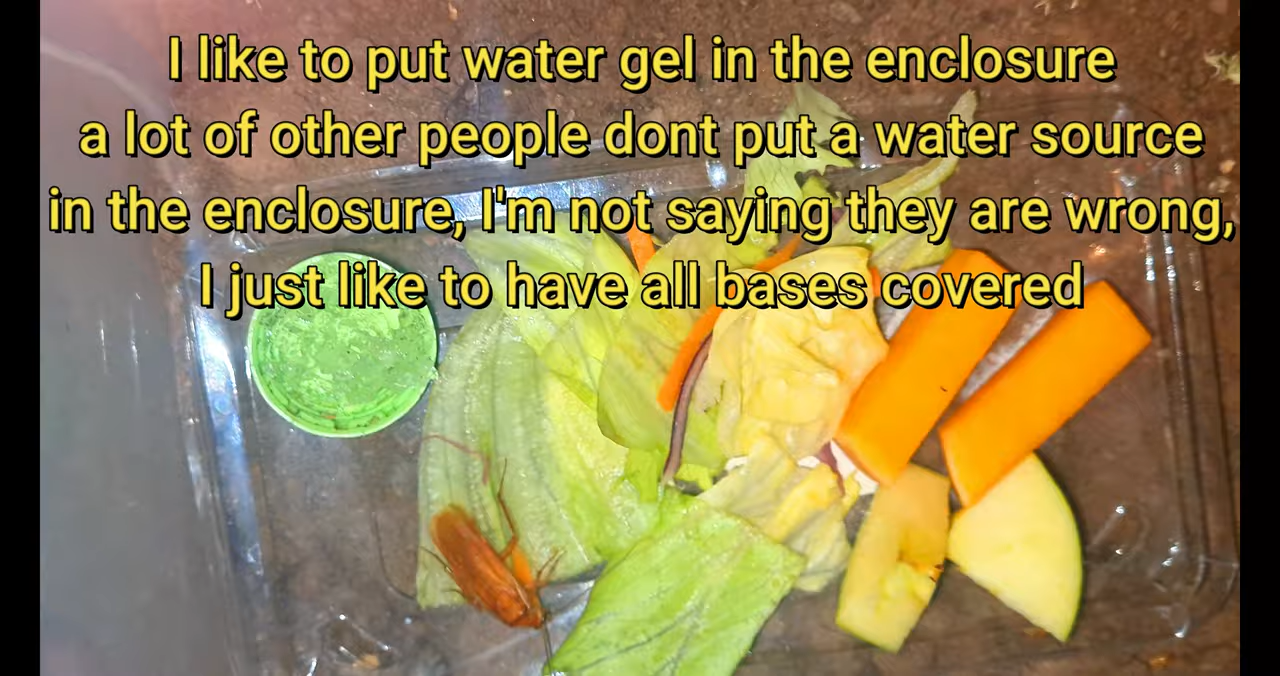 I like to put water gel in the enclosure
a lot of other people dont put a water source
in the enclosure, I'm not saying they are wrong,
I just like to have all bases covered